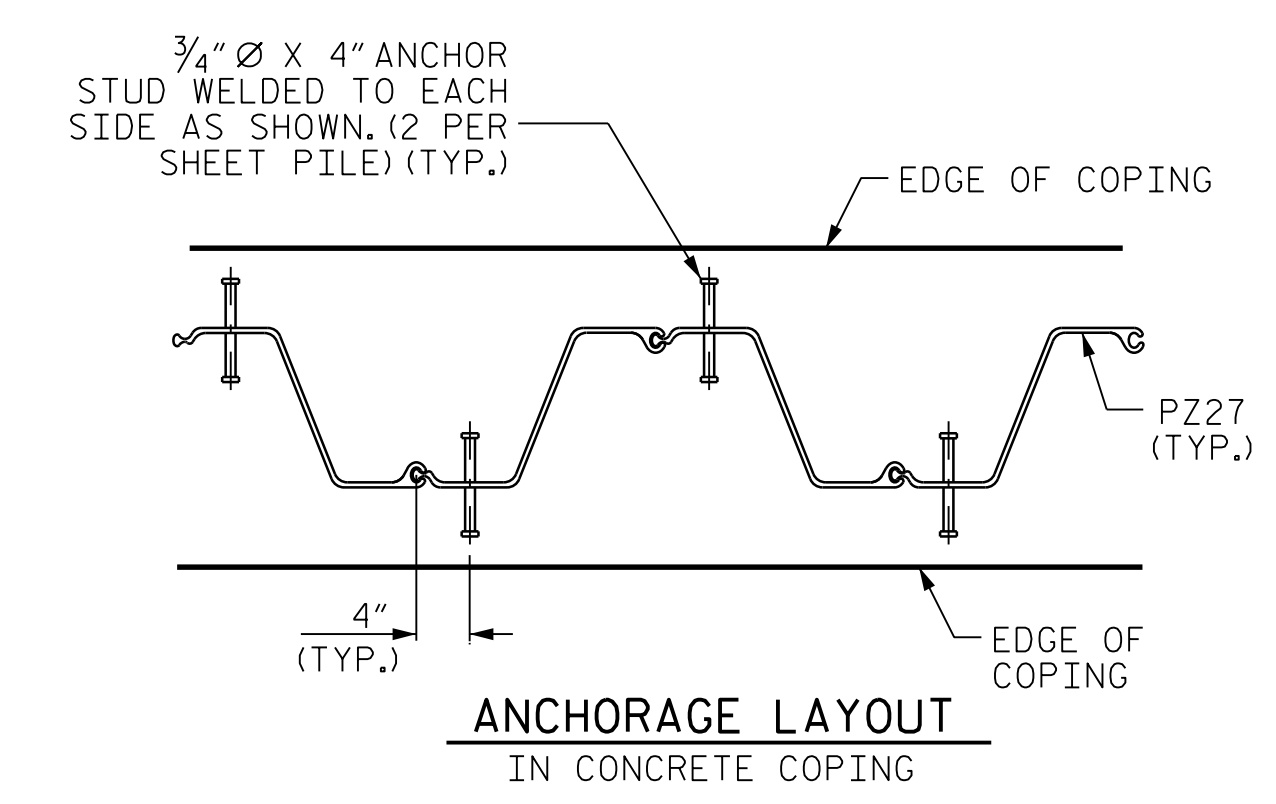 3/4" Ø X 4" ANCHOR
STUD WELDED TO EACH
SIDE AS SHOWN. (2 PER
SHEET PILE) (TYP.)
EDGE OF COPING
PZ27
(TYP.)
4"
(TYP.)
EDGE OF
COPING
ANCHORAGE LAYOUT
IN CONCRETE COPING